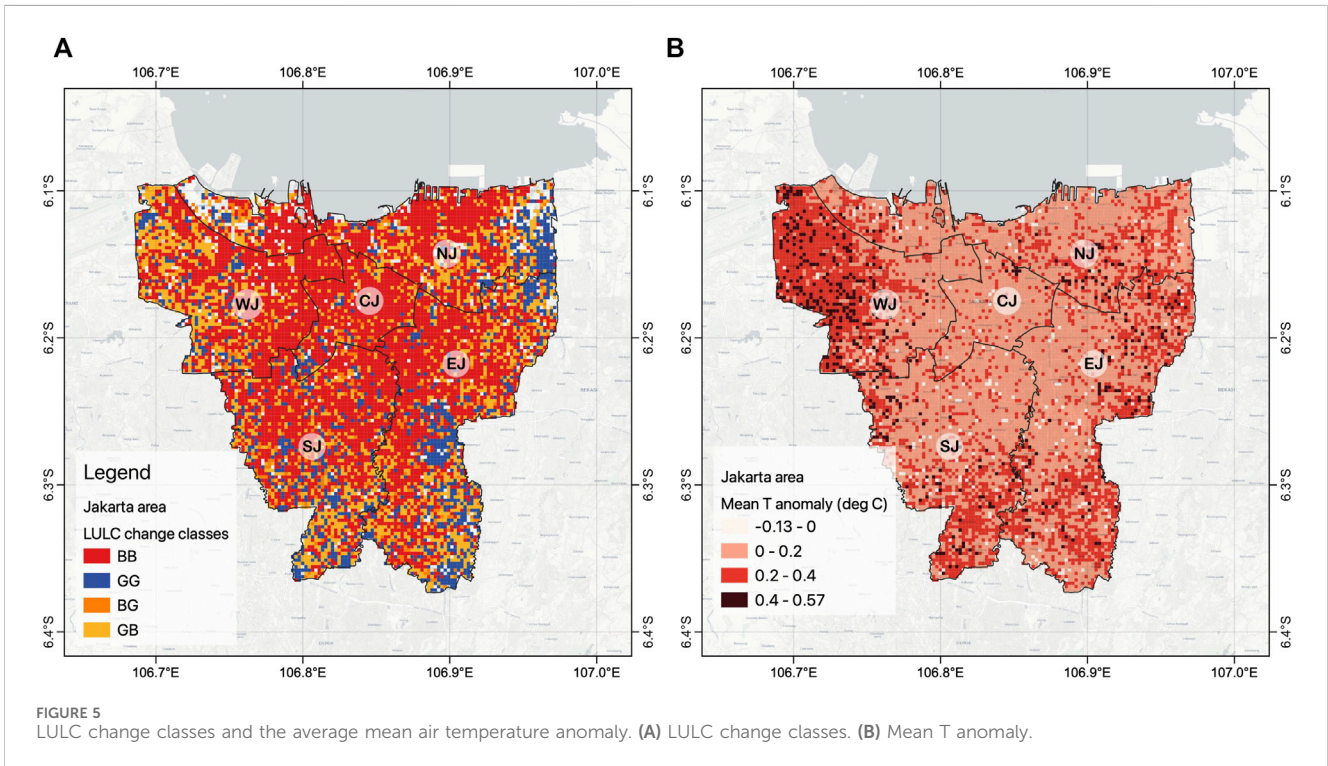 A
106.7°E 106.8°E 106.9°E 107.0°E
6.1°S 6.1°S
6.2°S 6.2°S
6.3°S 6.3°S
6.4°S 6.4°S
NJ
WJ
CJ
EJ
SJ
Legend
Jakarta area
LULC change classes
BB
GG
BG
GB
106.7°E 106.8°E 106.9°E 107.0°E
B
106.7°E 106.8°E 106.9°E 107.0°E
6.1°S 6.1°S
6.2°S 6.2°S
6.3°S 6.3°S
6.4°S 6.4°S
NJ
WJ
CJ
EJ
SJ
Jakarta area
Mean T anomaly (deg C)
-0.13 - 0
0 - 0.2
0.2 - 0.4
0.4 - 0.57
106.7°E 106.8°E 106.9°E 107.0°E
FIGURE 5
LULC change classes and the average mean air temperature anomaly. (A) LULC change classes. (B) Mean T anomaly.